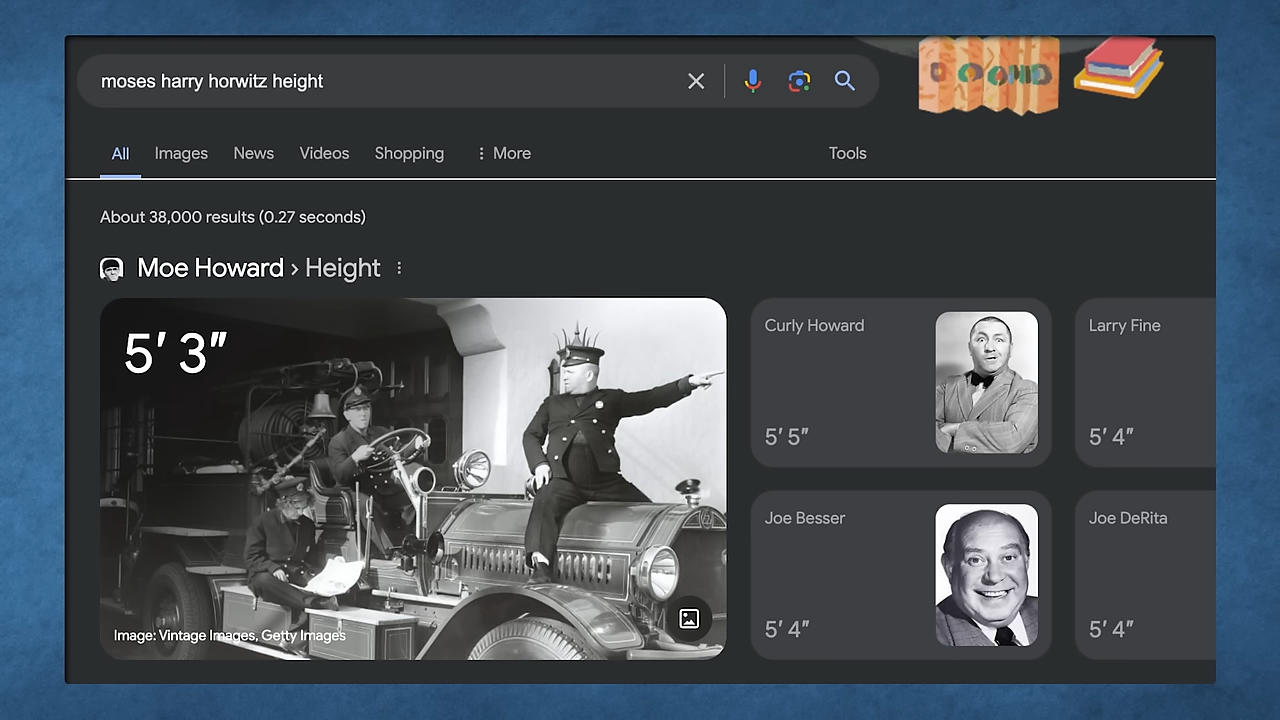 moses harry horwitz height
All Images News Videos Shopping More Tools
About 38,000 results (0.27 seconds)
Moe Howard › Height
5′ 3″
Image: Vintage Images, Getty Images
Curly Howard
5′ 5″
Larry Fine
5′ 4″
Joe Besser
5′ 4″
Joe DeRita
5′ 4″